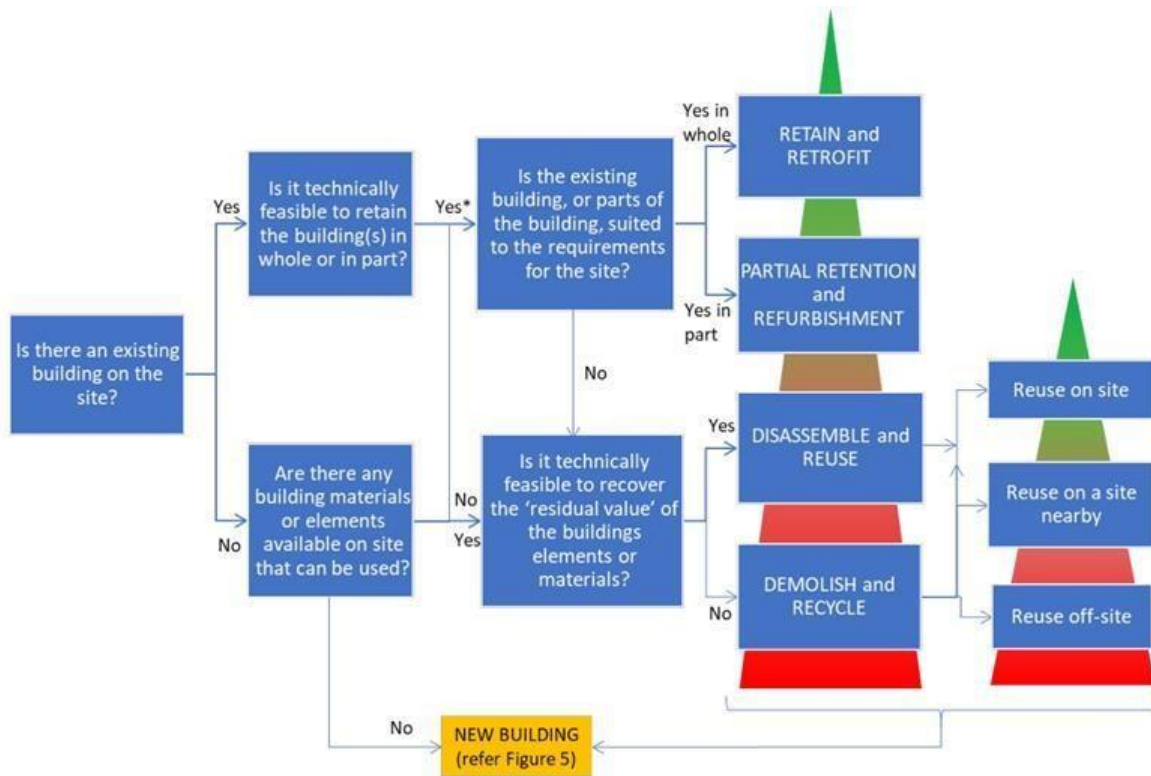 Is there an existing
building on the
site?
Yes
No
Is it technically
feasible to retain
the building(s) in
whole or in part?
Are there any
building materials
or elements
available on site
that can be used?
Yes*
No
Yes
Is the existing
building, or parts of
the building, suited
to the requirements
for the site?
No
Is it technically
feasible to recover
the ‘residual value’ of
the buildings
elements or
materials?
Yes in
whole
Yes in
part
Yes
No
RETAIN and
RETROFIT
PARTIAL RETENTION
and
REFURBISHMENT
DISASSEMBLE and
REUSE
DEMOLISH and
RECYCLE
Reuse on site
Reuse on a site
nearby
Reuse off-site
No
NEW BUILDING
(refer Figure 5)